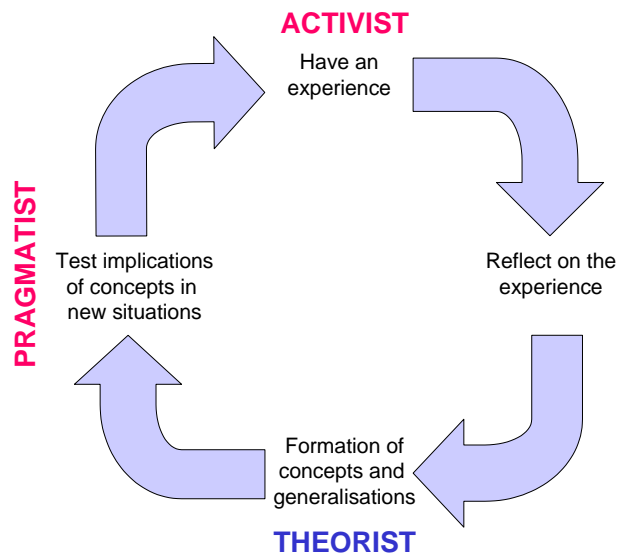 ACTIVIST
Have an
experience
Reflect on the
experience
Formation of
concepts and
generalisations
THEORIST
Test implications
of concepts in
new situations
PRAGMATIST